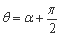 θ = α + π/2